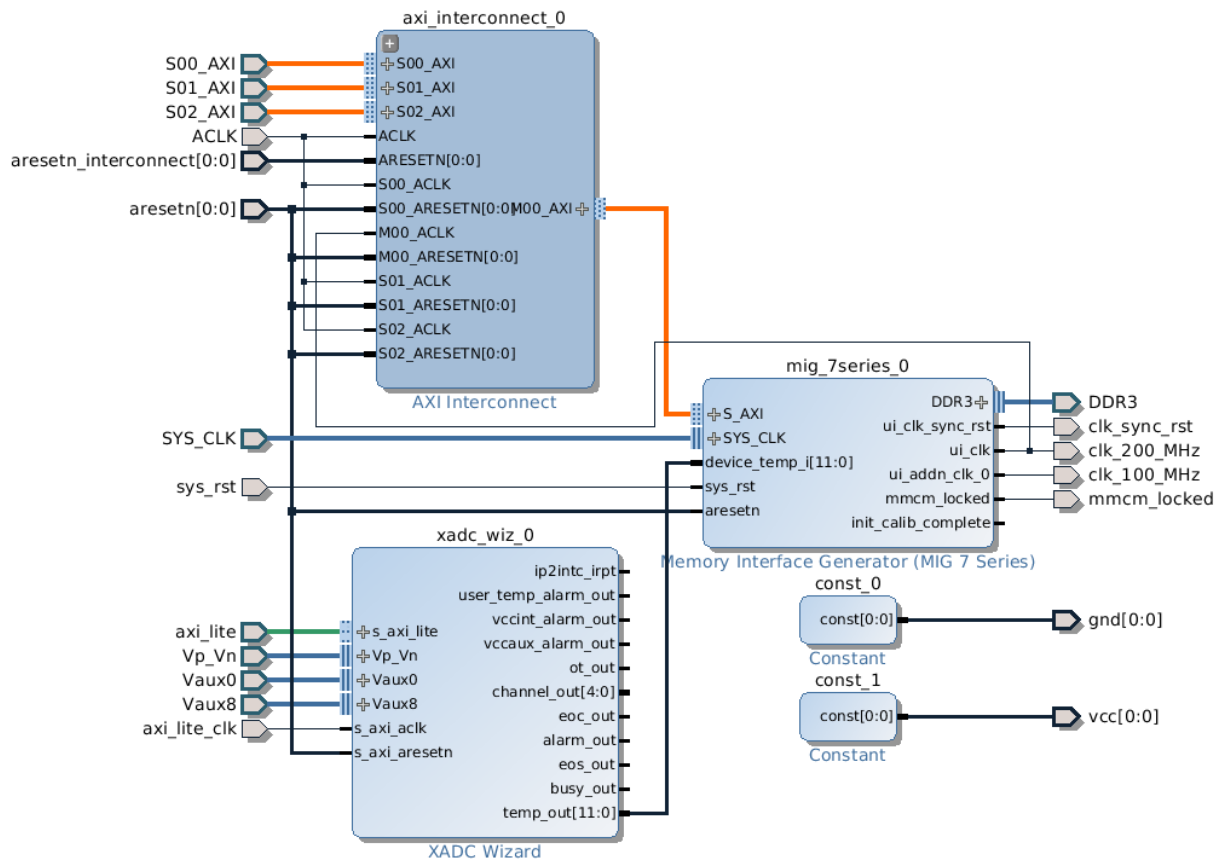 axi_interconnect_0
S00_AXI
S01_AXI
S02_AXI
ACLK
aresetn_interconnect[0:0]
aresetn[0:0]
S00_AXI
S01_AXI
S02_AXI
ACLK
ARESETN[0:0]
S00_ACLK
S00_ARESETN[0:0]
M00_AXI
M00_ACLK
M00_ARESETN[0:0]
S01_ACLK
S01_ARESETN[0:0]
S02_ACLK
S02_ARESETN[0:0]
AXI Interconnect
SYS_CLK
sys_rst
mig_7series_0
S_AXI
SYS_CLK
device_temp_i[11:0]
sys_rst
aresetn
DDR3
ui_clk_sync_rst
ui_clk
ui_addn_clk_0
mmcm_locked
init_calib_complete
DDR3
clk_sync_rst
clk_200_MHz
clk_100_MHz
mmcm_locked
Memory Interface Generator (MIG 7 Series)
xadc_wiz_0
axi_lite
Vp_Vn
Vaux0
Vaux8
axi_lite_clk
s_axi_lite
Vp_Vn
Vaux0
Vaux8
s_axi_aclk
s_axi_aresetn
ip2intc_irpt
user_temp_alarm_out
vccint_alarm_out
vccaux_alarm_out
ot_out
channel_out[4:0]
eoc_out
alarm_out
eos_out
busy_out
temp_out[11:0]
XADC Wizard
const_0
const[0:0]
Constant
gnd[0:0]
const_1
const[0:0]
Constant
vcc[0:0]